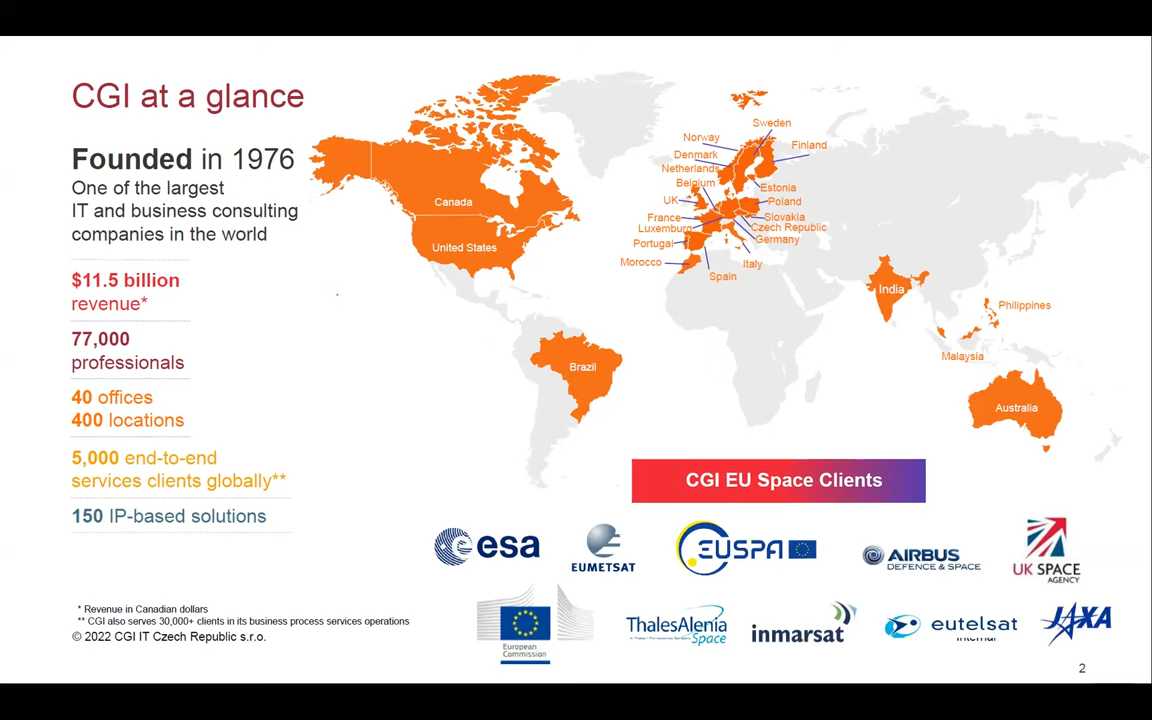 CGI at a glance
Founded in 1976
One of the largest
IT and business consulting
companies in the world
$11.5 billion
revenue*
77,000
professionals
40 offices
400 locations
5,000 end-to-end
services clients globally**
150 IP-based solutions
* Revenue in Canadian dollars
** CGI also serves 30,000+ clients in its business process services operations
© 2022 CGI IT Czech Republic s.r.o.
Canada
United States
Brazil
Sweden
Norway
Finland
Denmark
Netherlands
Belgium
Estonia
UK
Poland
France
Slovakia
Luxemburg
Czech Republic
Portugal
Germany
Morocco
Italy
Spain
India
Philippines
Malaysia
Australia
CGI EU Space Clients
esa
EUMETSAT
EUSPA
AIRBUS
DEFENCE & SPACE
UK SPACE
AGENCY
European
Commission
ThalesAlenia
Space
inmarsat
eutelsat
Internal
JAXA
2